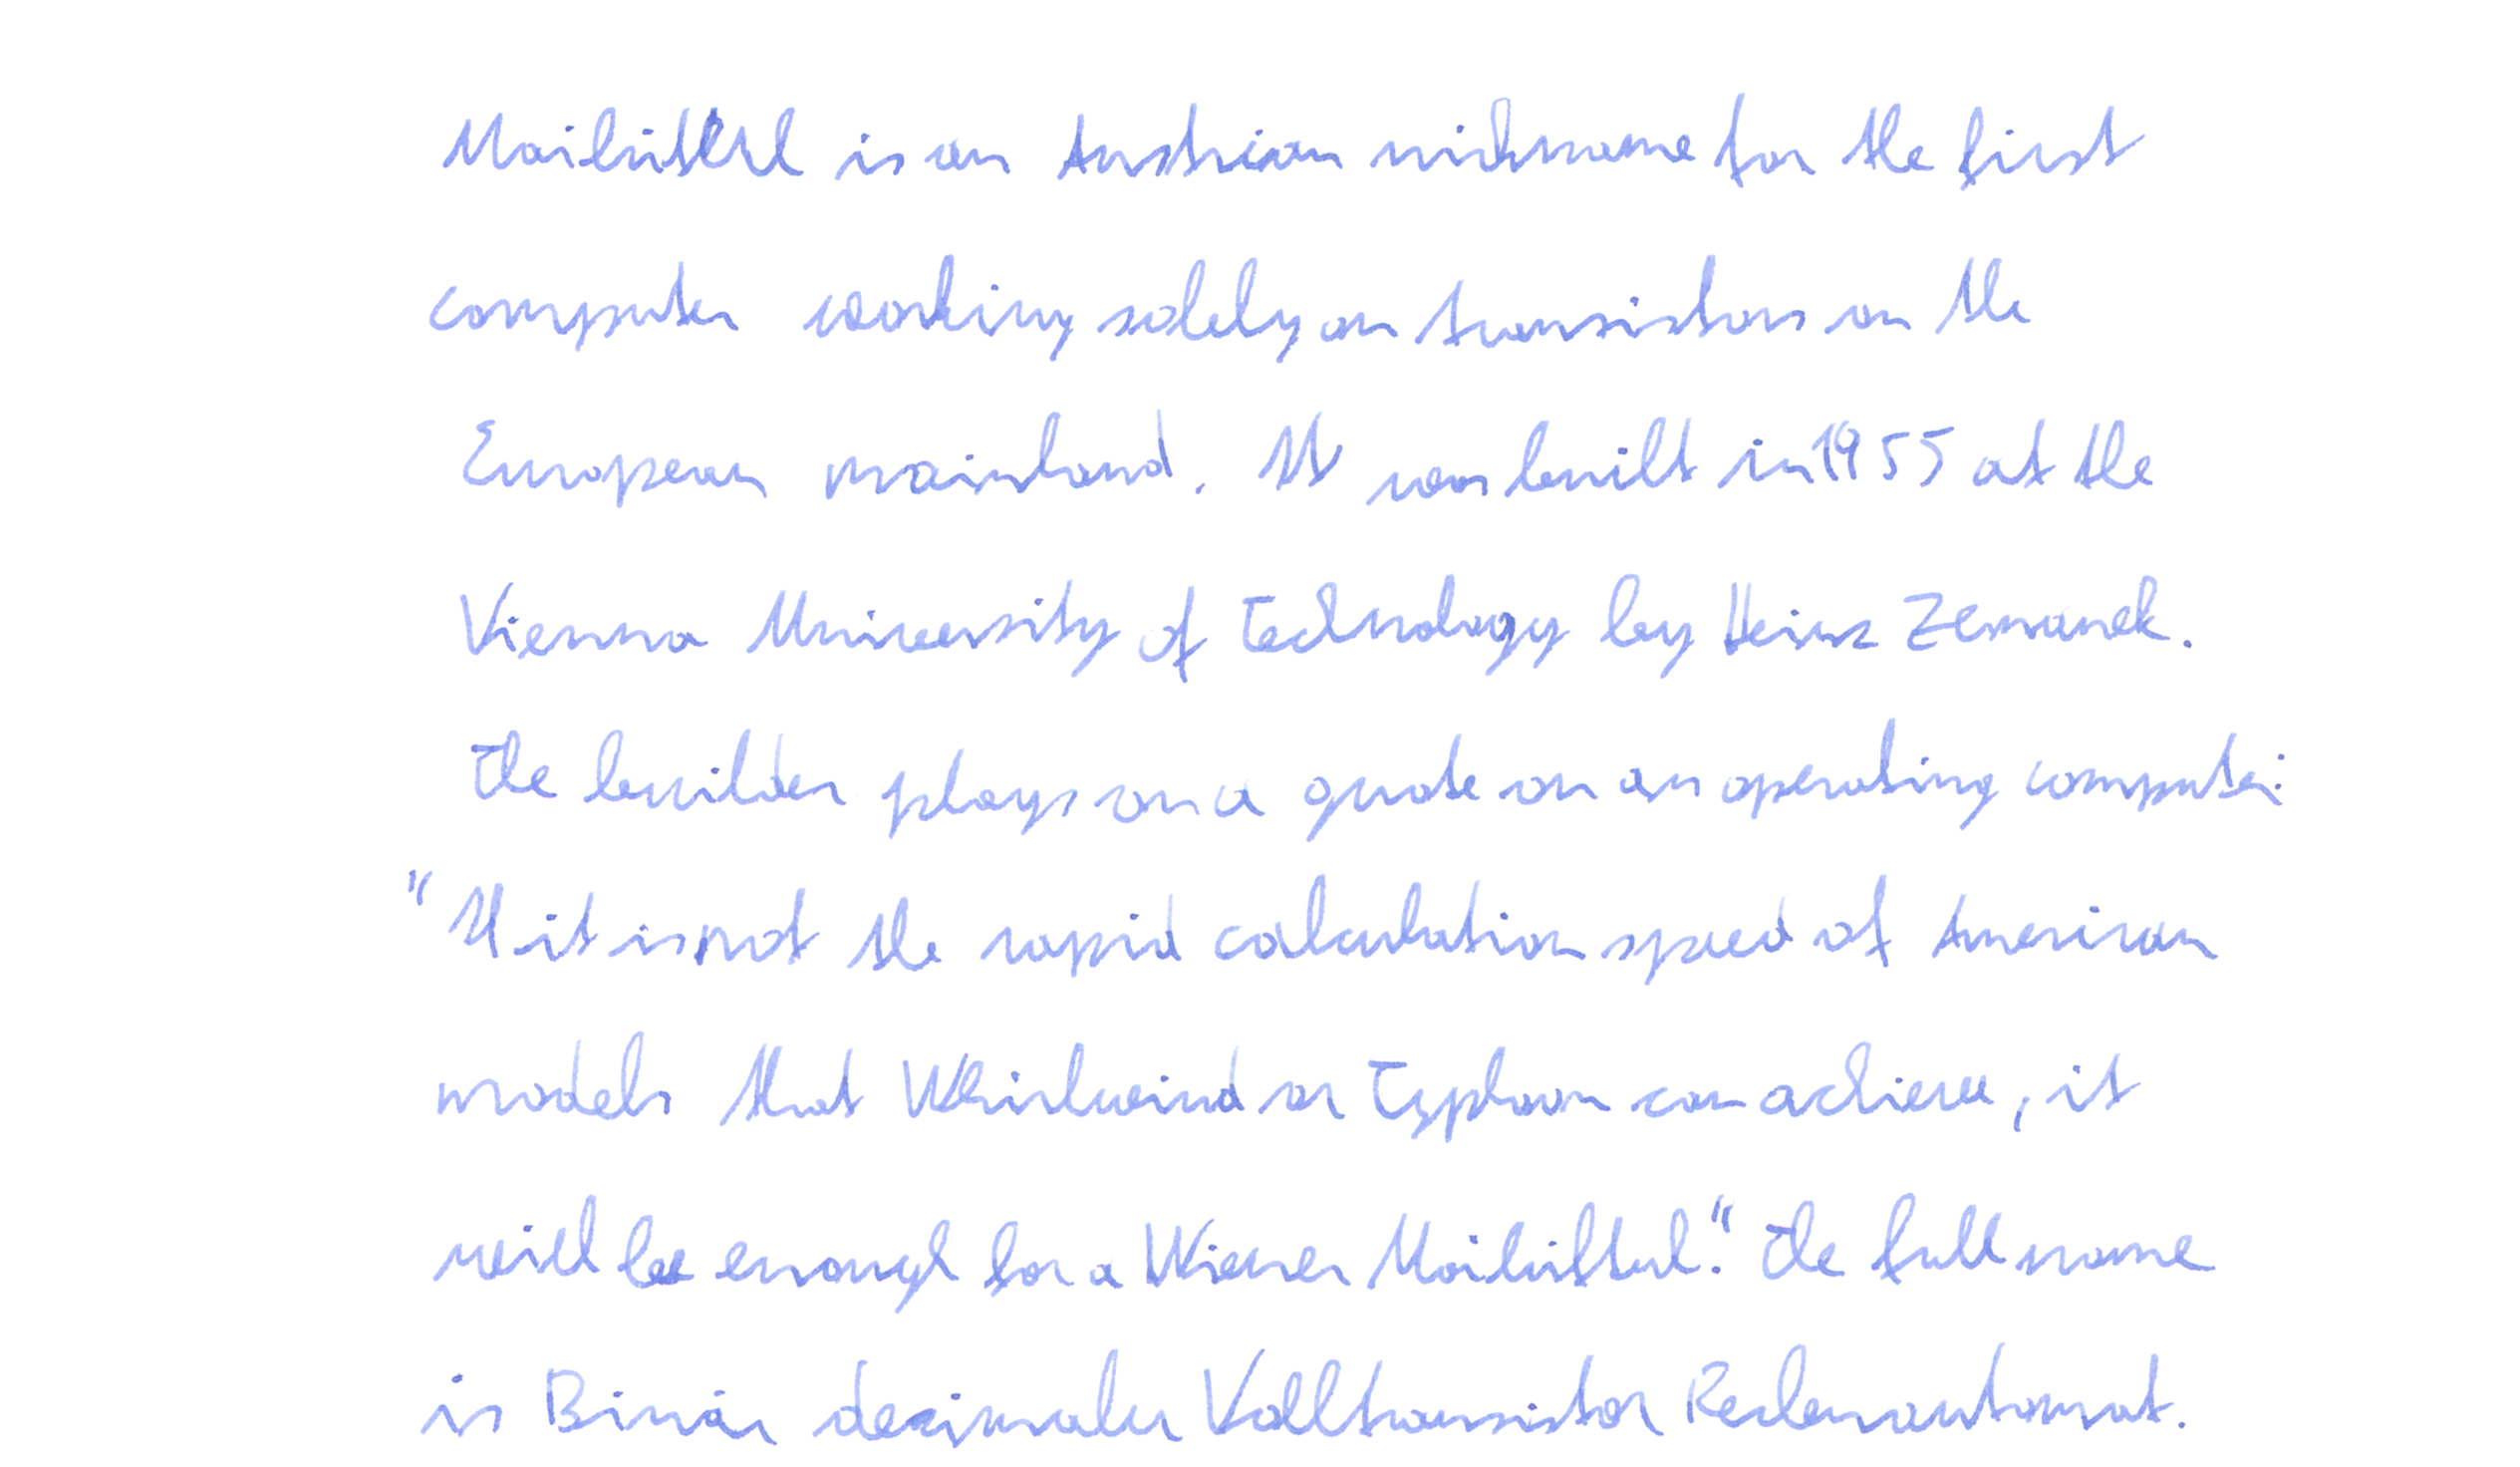 Mailüfterl is an Austrian nickname for the first
computer working solely on transistors on the
European mainland. It was built in 1955 at the
Vienna University of Technology by Heinz Zemanek.
The builder plays on a quote on an operating computer:
"If it is not the rapid calculation speed of American
models that Whirlwind or Typhoon can achieve, it
will be enough for a Wiener Mailüfterl." The full name
is Binär dezimaler Volltransistor Rechenautomat.